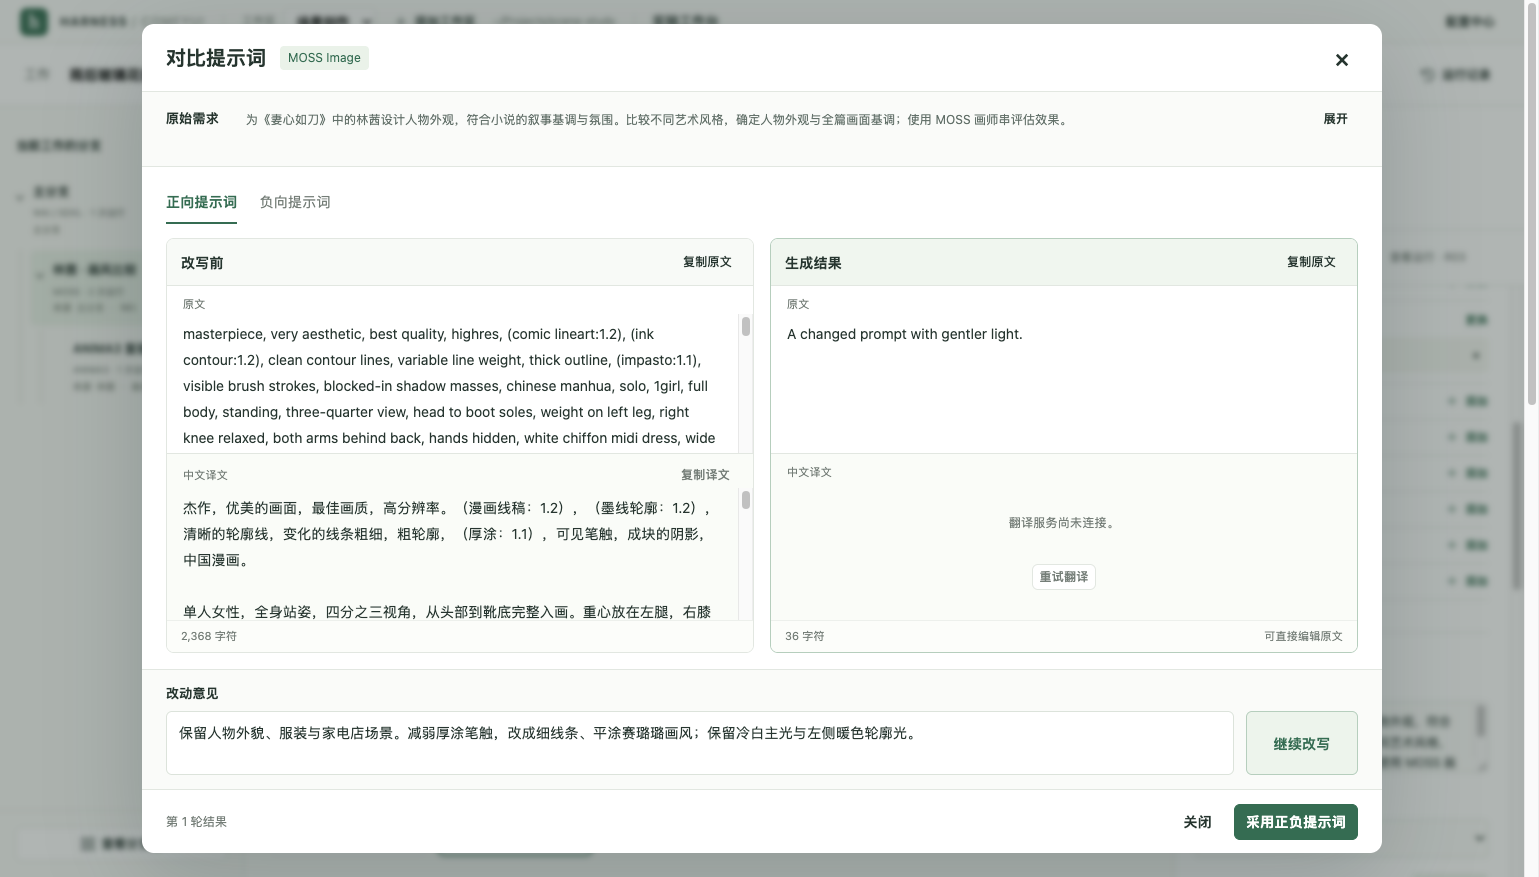 对比提示词
MOSS Image
原始需求
为《妻心如刀》中的林茜设计人物外观，符合小说的叙事基调与氛围。比较不同艺术风格，确定人物外观与全篇画面基调；使用 MOSS 画师串评估效果。
展开
正向提示词
负向提示词
改写前
复制原文
原文
masterpiece, very aesthetic, best quality, highres, (comic lineart:1.2), (ink
contour:1.2), clean contour lines, variable line weight, thick outline, (impasto:1.1),
visible brush strokes, blocked-in shadow masses, chinese manhua, solo, 1girl, full
body, standing, three-quarter view, head to boot soles, weight on left leg, right
knee relaxed, both arms behind back, hands hidden, white chiffon midi dress, wide
中文译文
复制译文
杰作，优美的画面，最佳画质，高分辨率。（漫画线稿：1.2），（墨线轮廓：1.2），
清晰的轮廓线，变化的线条粗细，粗轮廓，（厚涂：1.1），可见笔触，成块的阴影，
中国漫画。
单人女性，全身站姿，四分之三视角，从头部到靴底完整入画。重心放在左腿，右膝
2,368 字符
生成结果
复制原文
原文
A changed prompt with gentler light.
中文译文
翻译服务尚未连接。
重试翻译
36 字符
可直接编辑原文
改动意见
保留人物外貌、服装与家电店场景。减弱厚涂笔触，改成细线条、平涂赛璐璐画风；保留冷白主光与左侧暖色轮廓光。
继续改写
第 1 轮结果
关闭
采用正负提示词